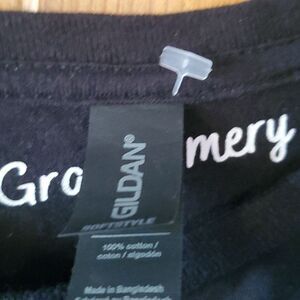 Gro mery
GILDAN®
SOFTSTYLE
100% cotton /
coton / algodón
Made in Bangladesh